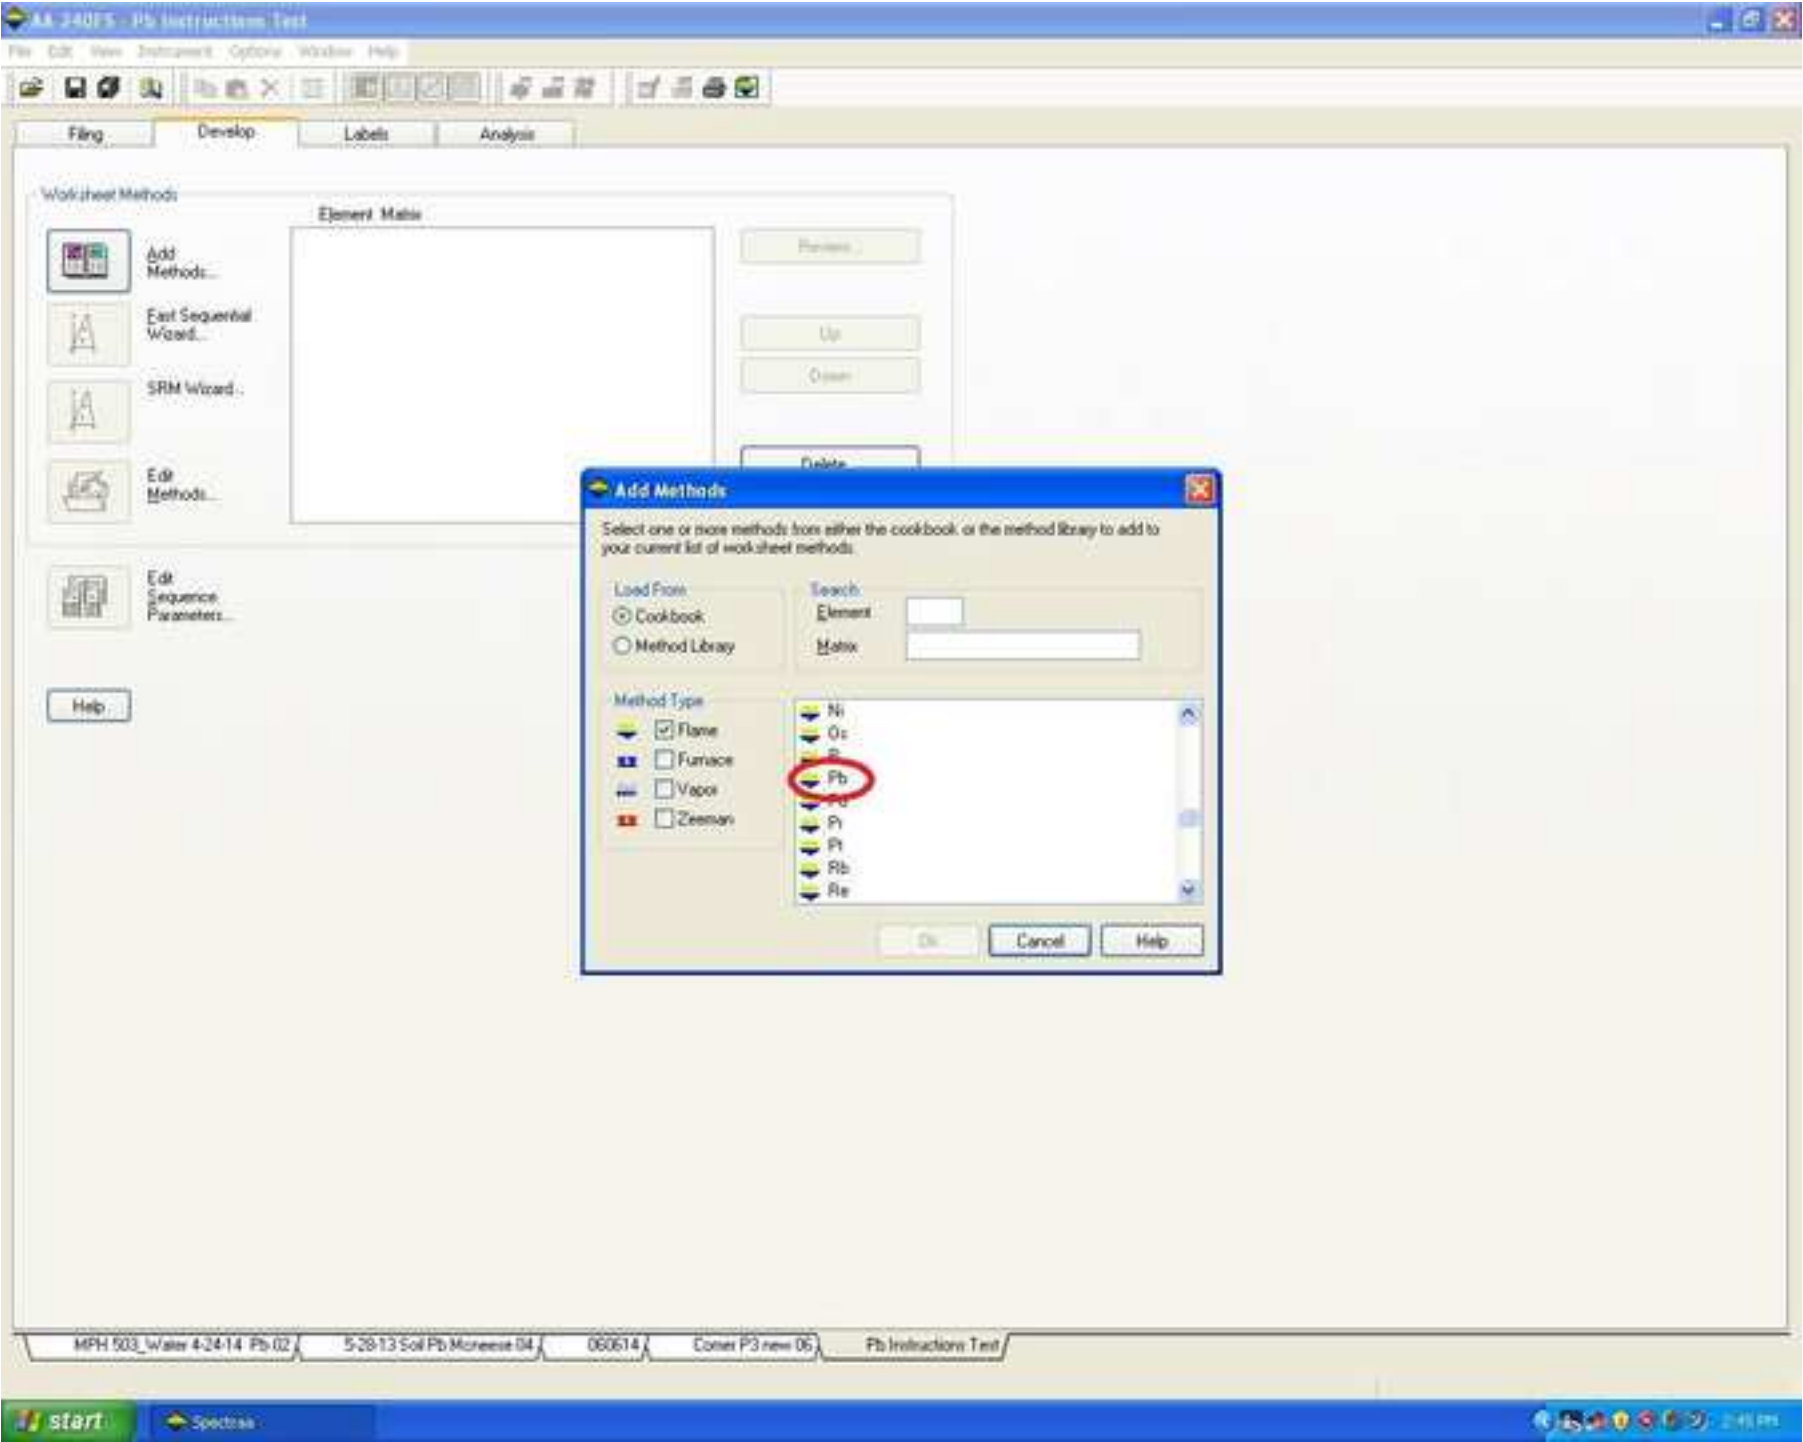 AA 240FS - Pb Instructions Test
File Edit View Instrument Options Window Help
Filing Develop Labels Analysis
Worksheet Methods
Element Matrix
Add
Methods...
Fast Sequential
Wizard...
SRM Wizard...
Edit
Methods...
Edit
Sequence
Parameters...
Help
Up
Down
Delete...
Add Methods
Select one or more methods from either the cookbook or the method library to add to
your current list of worksheet methods.
Load From
Cookbook
Method Library
Search
Element
Matrix
Method Type
Flame
Furnace
Vapor
Zeeman
Ni
Os
Pb
Pd
Pr
Pt
Rb
Re
Ok Cancel Help
MPH 503_Water 4-24-14 Pb 02 5-28-13 Soil Pb Mcneese 04 060614 Corner P3 new 06 Pb Instructions Test
start SpectrAA 2:45 PM